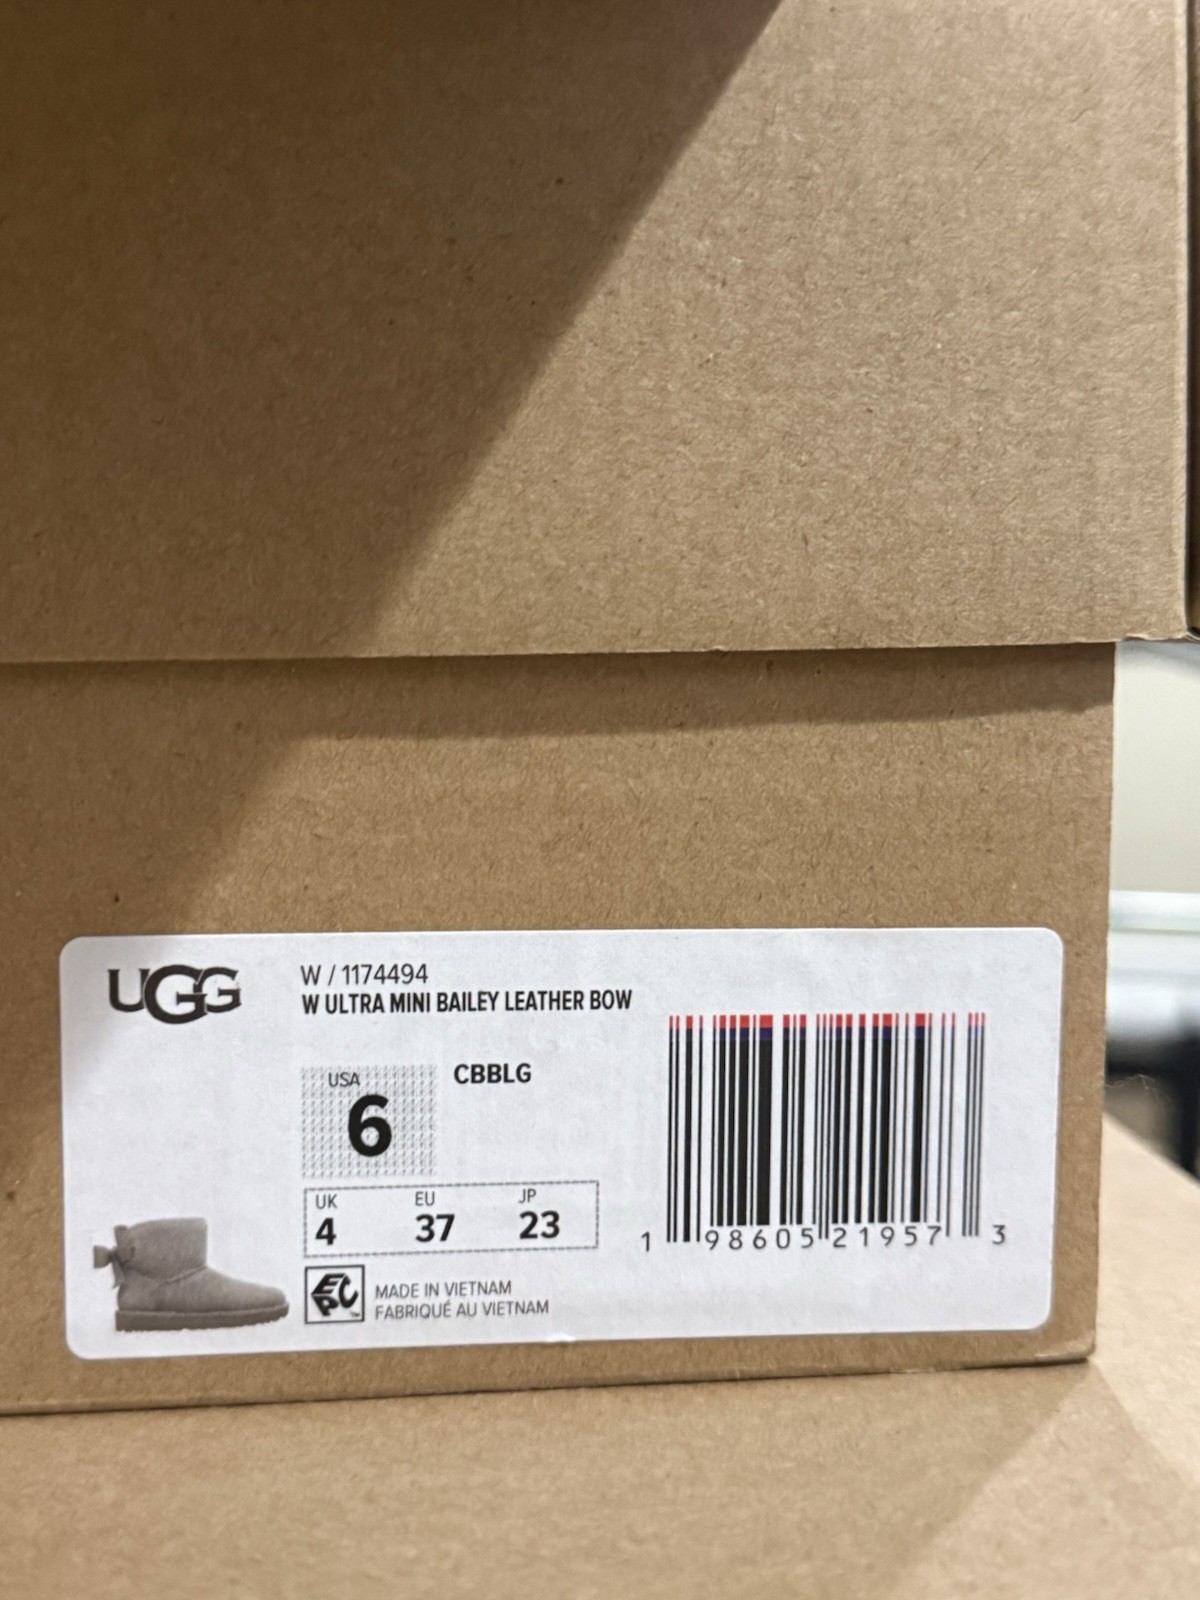 UGG
W / 1174494
W ULTRA MINI BAILEY LEATHER BOW
USA
6
CBBLG
UK EU JP
4 37 23
EPC
MADE IN VIETNAM
FABRIQUÉ AU VIETNAM
1 98605 21957 3